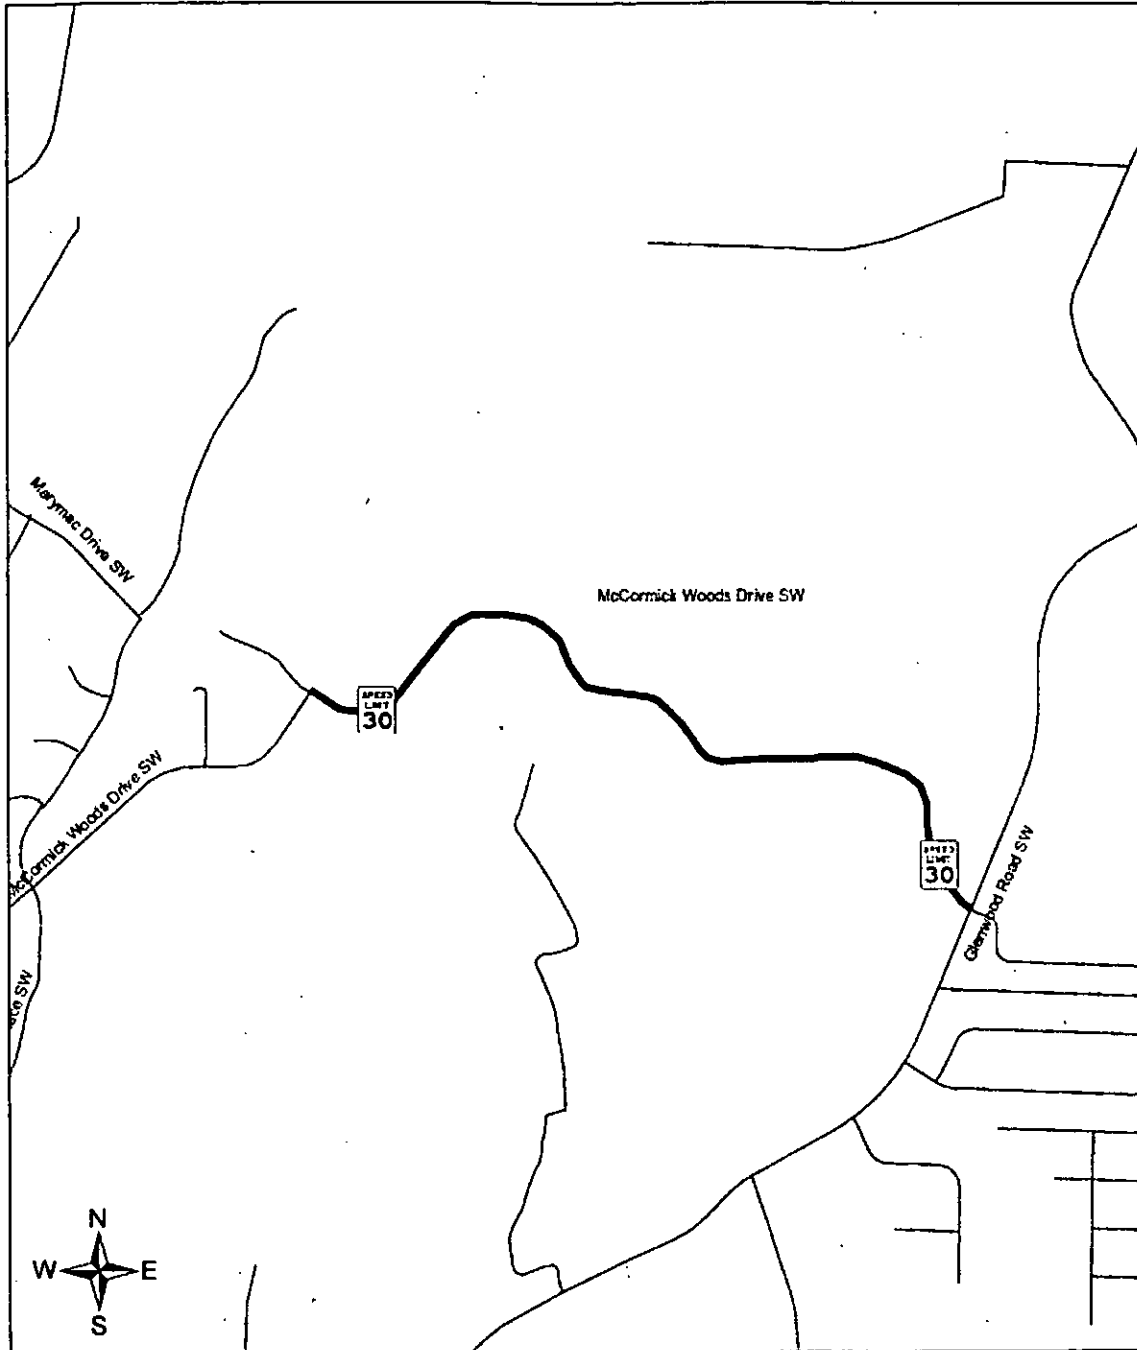 Marymac Drive SW
McCormick Woods Drive SW
SPEED
LIMIT
30
McCormick Woods Drive SW
SPEED
LIMIT
30
Glenwood Road SW
SW
N
W E
S